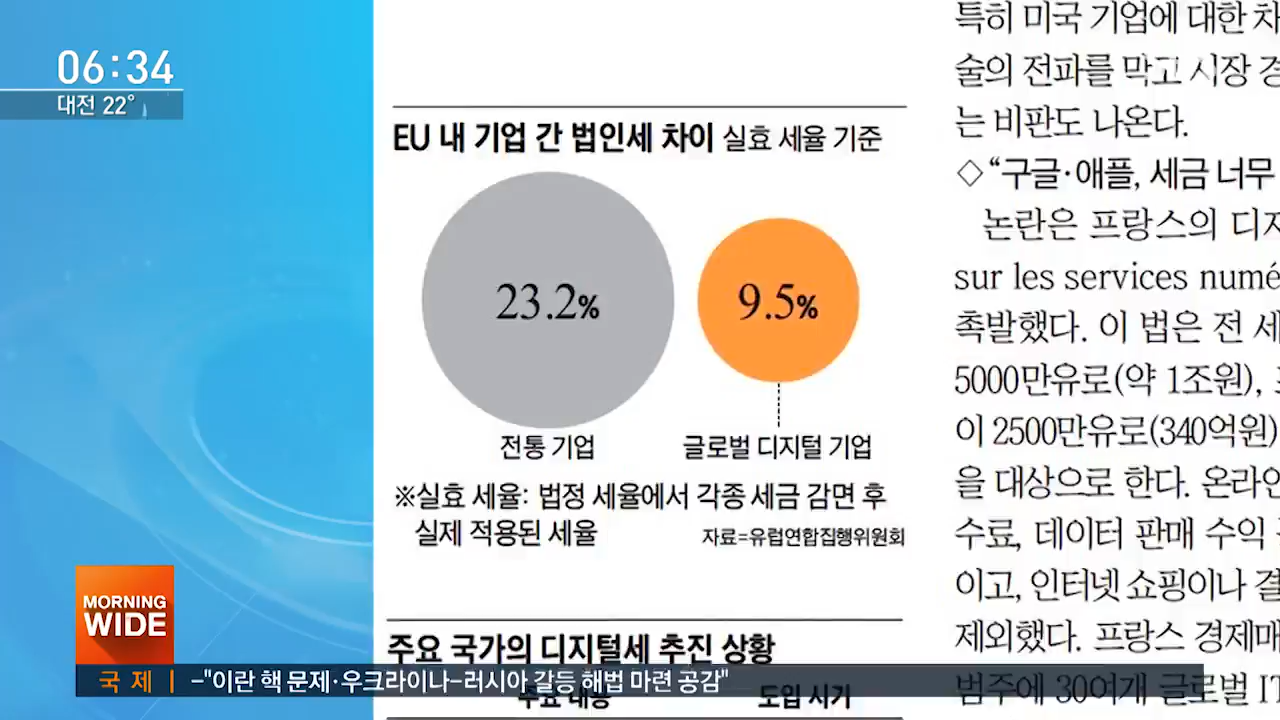 06:34
대전 22°
EU 내 기업 간 법인세 차이 실효 세율 기준
23.2%
9.5%
전통 기업
글로벌 디지털 기업
※실효 세율: 법정 세율에서 각종 세금 감면 후
실제 적용된 세율
자료=유럽연합집행위원회
주요 국가의 디지털세 추진 상황
주요 내용
도입 시기
특히 미국 기업에 대한 차
술의 전파를 막고 시장 경
는 비판도 나온다.
◇“구글·애플, 세금 너무
논란은 프랑스의 디지
sur les services numé
촉발했다. 이 법은 전 세
5000만유로(약 1조원),
이 2500만유로(340억원)
을 대상으로 한다. 온라인
수료, 데이터 판매 수익
이고, 인터넷 쇼핑이나 결
제외했다. 프랑스 경제매
범주에 30여개 글로벌 IT
MORNING
WIDE
국제 | -"이란 핵 문제·우크라이나-러시아 갈등 해법 마련 공감"